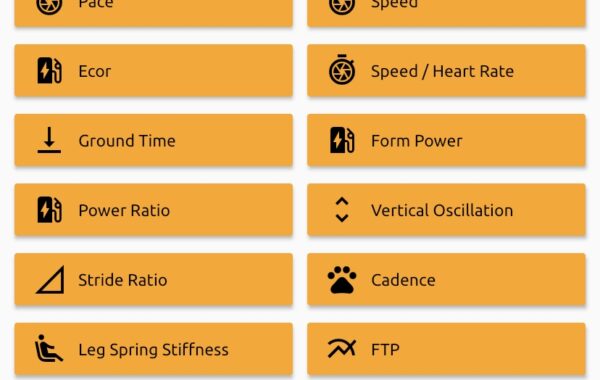 Pace
Speed
Ecor
Speed / Heart Rate
Ground Time
Form Power
Power Ratio
Vertical Oscillation
Stride Ratio
Cadence
Leg Spring Stiffness
FTP